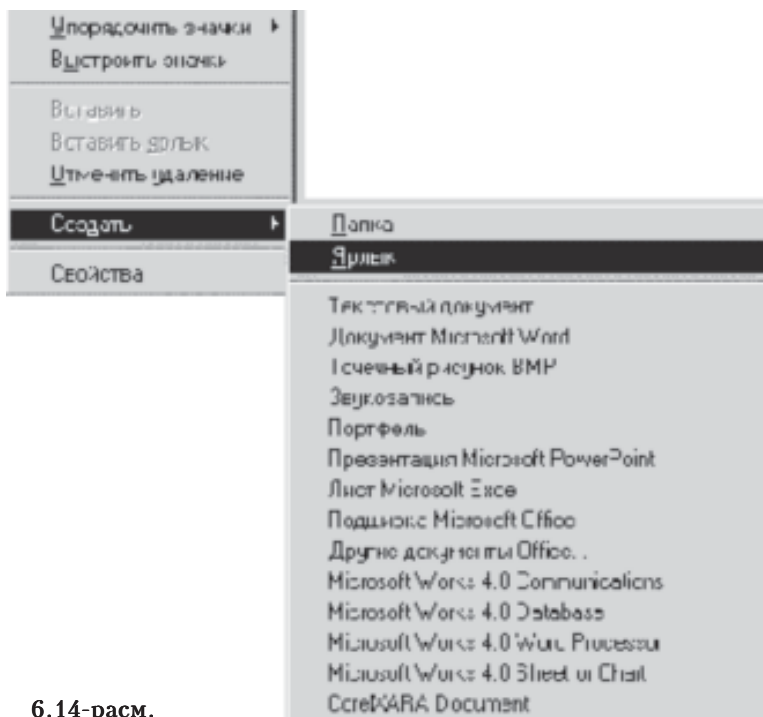 Упорядочить значки
Выстроить значки
Вставить
Вставить ярлык
Отменить удаление
Создать
Свойства
Папка
Ярлык
Текстовый документ
Документ Microsoft Word
Точечный рисунок BMP
Звукозапись
Портфель
Презентация Microsoft PowerPoint
Лист Microsoft Excel
Подшивка Microsoft Office
Другие документы Office...
Microsoft Works 4.0 Communications
Microsoft Works 4.0 Database
Microsoft Works 4.0 Word Processor
Microsoft Works 4.0 Sheet or Chart
Document
6.14-расм.